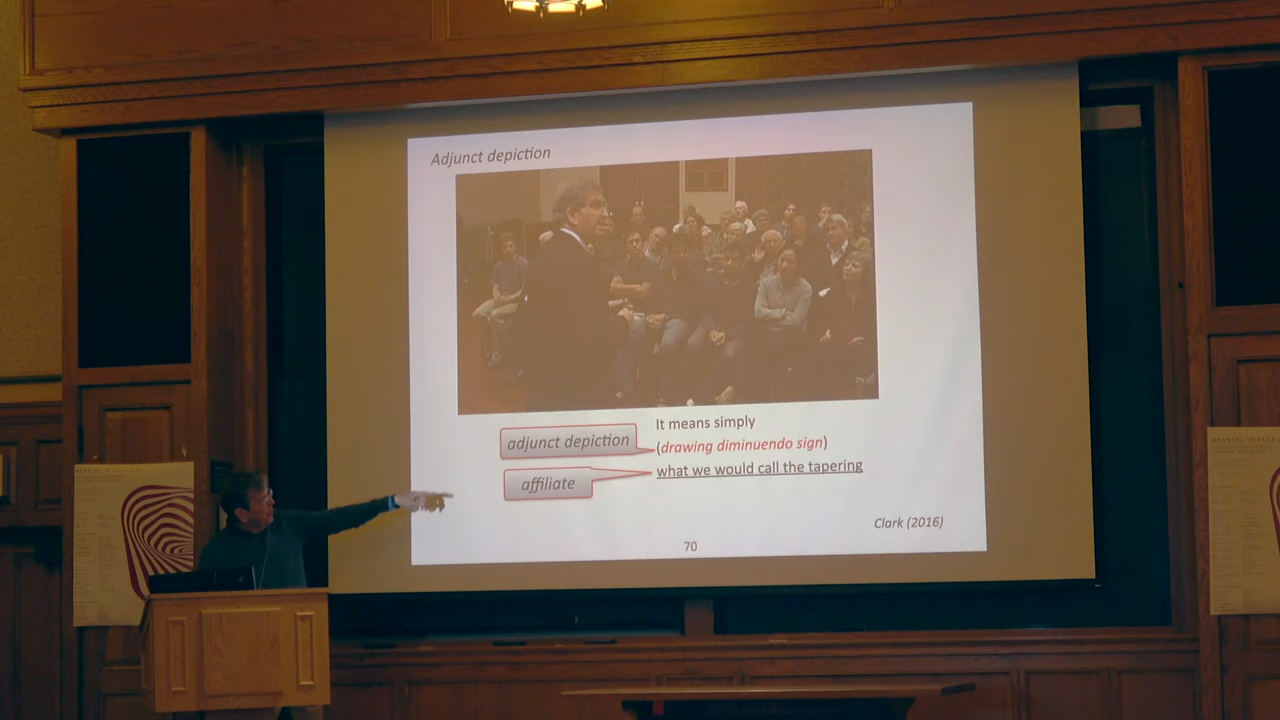 Adjunct depiction
It means simply
adjunct depiction
(drawing diminuendo sign)
affiliate
what we would call the tapering
Clark (2016)
70